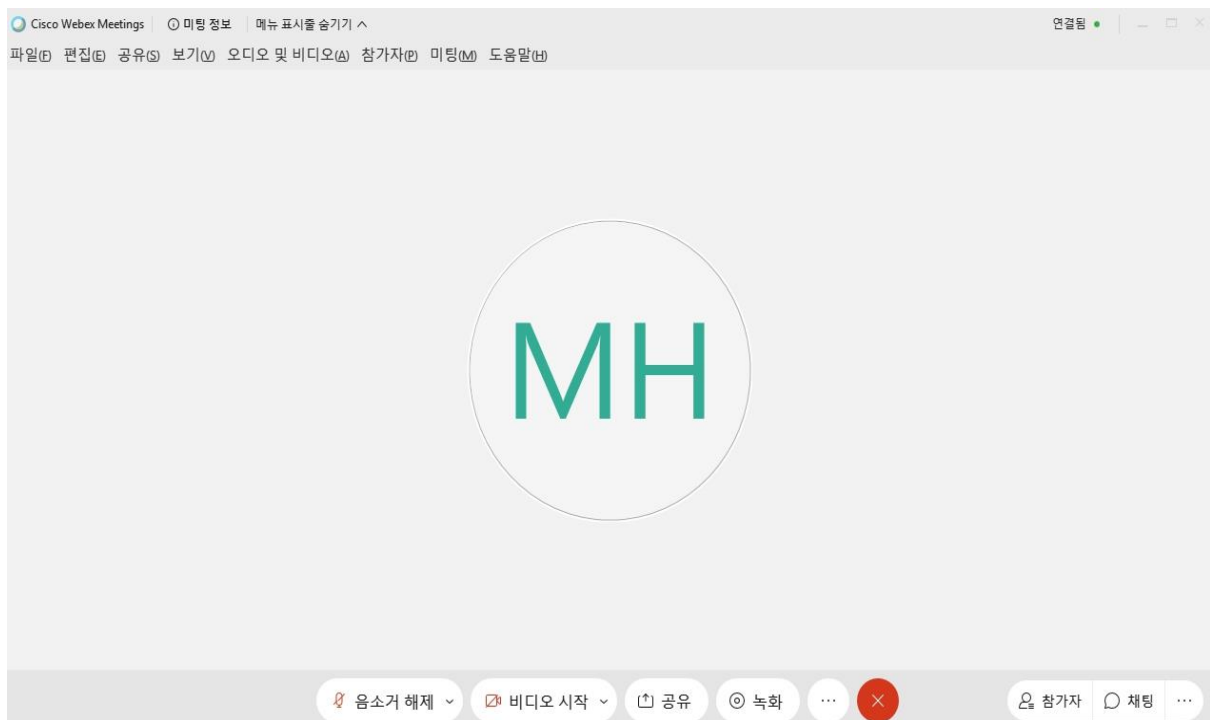 Cisco Webex Meetings 미팅 정보 메뉴 표시줄 숨기기 연결됨
파일(F) 편집(E) 공유(S) 보기(V) 오디오 및 비디오(A) 참가자(P) 미팅(M) 도움말(H)
MH
음소거 해제 비디오 시작 공유 녹화 ... 참가자 채팅 ...